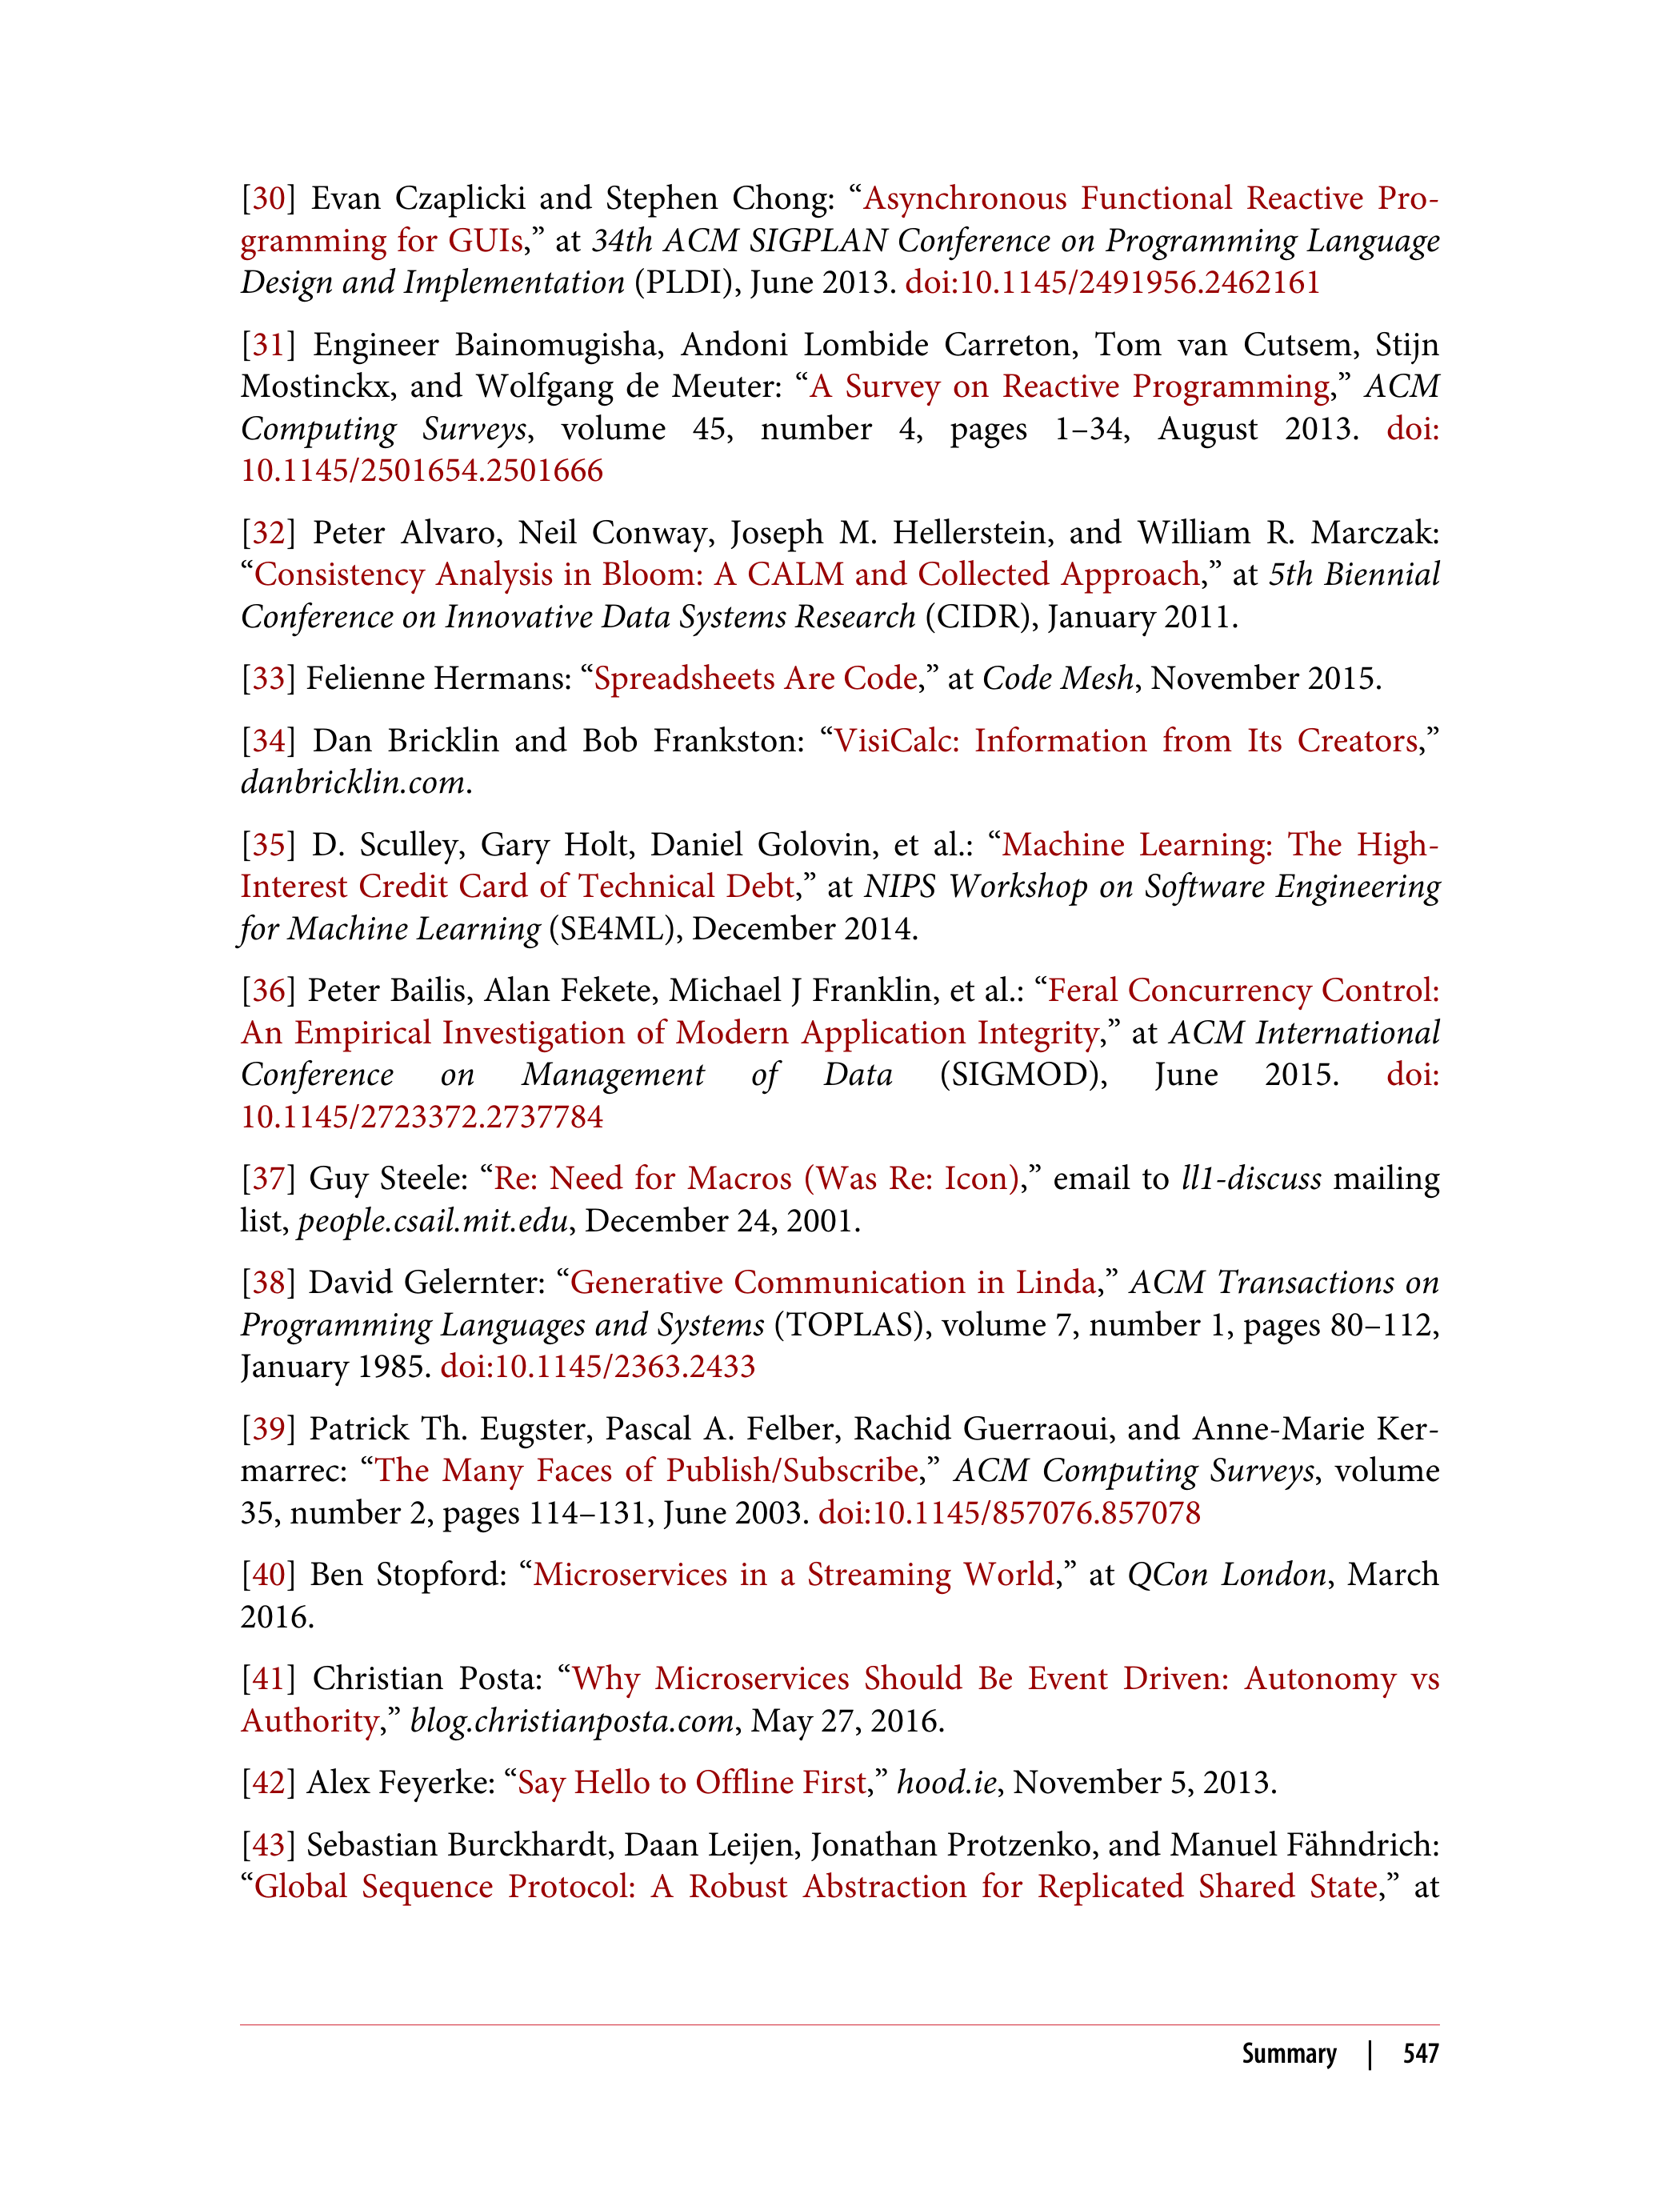 [30] Evan Czaplicki and Stephen Chong: “Asynchronous Functional Reactive Pro-
gramming for GUIs,” at 34th ACM SIGPLAN Conference on Programming Language
Design and Implementation (PLDI), June 2013. doi:10.1145/2491956.2462161
[31] Engineer Bainomugisha, Andoni Lombide Carreton, Tom van Cutsem, Stijn
Mostinckx, and Wolfgang de Meuter: “A Survey on Reactive Programming,” ACM
Computing Surveys, volume 45, number 4, pages 1–34, August 2013. doi:
10.1145/2501654.2501666
[32] Peter Alvaro, Neil Conway, Joseph M. Hellerstein, and William R. Marczak:
“Consistency Analysis in Bloom: A CALM and Collected Approach,” at 5th Biennial
Conference on Innovative Data Systems Research (CIDR), January 2011.
[33] Felienne Hermans: “Spreadsheets Are Code,” at Code Mesh, November 2015.
[34] Dan Bricklin and Bob Frankston: “VisiCalc: Information from Its Creators,”
danbricklin.com.
[35] D. Sculley, Gary Holt, Daniel Golovin, et al.: “Machine Learning: The High-
Interest Credit Card of Technical Debt,” at NIPS Workshop on Software Engineering
for Machine Learning (SE4ML), December 2014.
[36] Peter Bailis, Alan Fekete, Michael J Franklin, et al.: “Feral Concurrency Control:
An Empirical Investigation of Modern Application Integrity,” at ACM International
Conference on Management of Data (SIGMOD), June 2015. doi:
10.1145/2723372.2737784
[37] Guy Steele: “Re: Need for Macros (Was Re: Icon),” email to ll1-discuss mailing
list, people.csail.mit.edu, December 24, 2001.
[38] David Gelernter: “Generative Communication in Linda,” ACM Transactions on
Programming Languages and Systems (TOPLAS), volume 7, number 1, pages 80–112,
January 1985. doi:10.1145/2363.2433
[39] Patrick Th. Eugster, Pascal A. Felber, Rachid Guerraoui, and Anne-Marie Ker-
marrec: “The Many Faces of Publish/Subscribe,” ACM Computing Surveys, volume
35, number 2, pages 114–131, June 2003. doi:10.1145/857076.857078
[40] Ben Stopford: “Microservices in a Streaming World,” at QCon London, March
2016.
[41] Christian Posta: “Why Microservices Should Be Event Driven: Autonomy vs
Authority,” blog.christianposta.com, May 27, 2016.
[42] Alex Feyerke: “Say Hello to Offline First,” hood.ie, November 5, 2013.
[43] Sebastian Burckhardt, Daan Leijen, Jonathan Protzenko, and Manuel Fähndrich:
“Global Sequence Protocol: A Robust Abstraction for Replicated Shared State,” at
Summary | 547